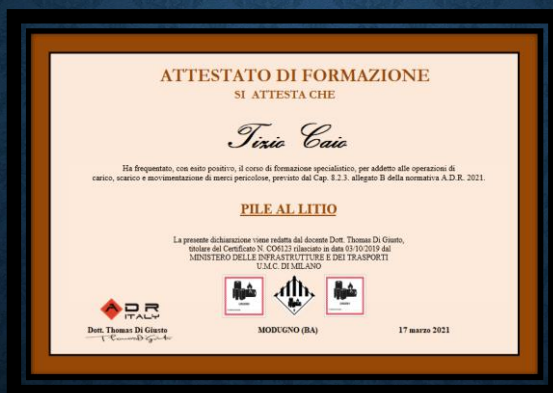 ATTESTATO DI FORMAZIONE
SI ATTESTA CHE
Tizio Caio
Ha frequentato, con esito positivo, il corso di formazione specialistico, per addetto alle operazioni di
carico, scarico e movimentazione di merci pericolose, previsto dal Cap. 8.2.3. allegato B della normativa A.D.R. 2021.
PILE AL LITIO
La presente dichiarazione viene redatta dal docente Dott. Thomas Di Giusto,
titolare del Certificato N. CO6123 rilasciato in data 03/10/2019 dal
MINISTERO DELLE INFRASTRUTTURE E DEI TRASPORTI
U.M.C. DI MILANO
ADR
ITALY
Dott. Thomas Di Giusto
MODUGNO (BA)
17 marzo 2021